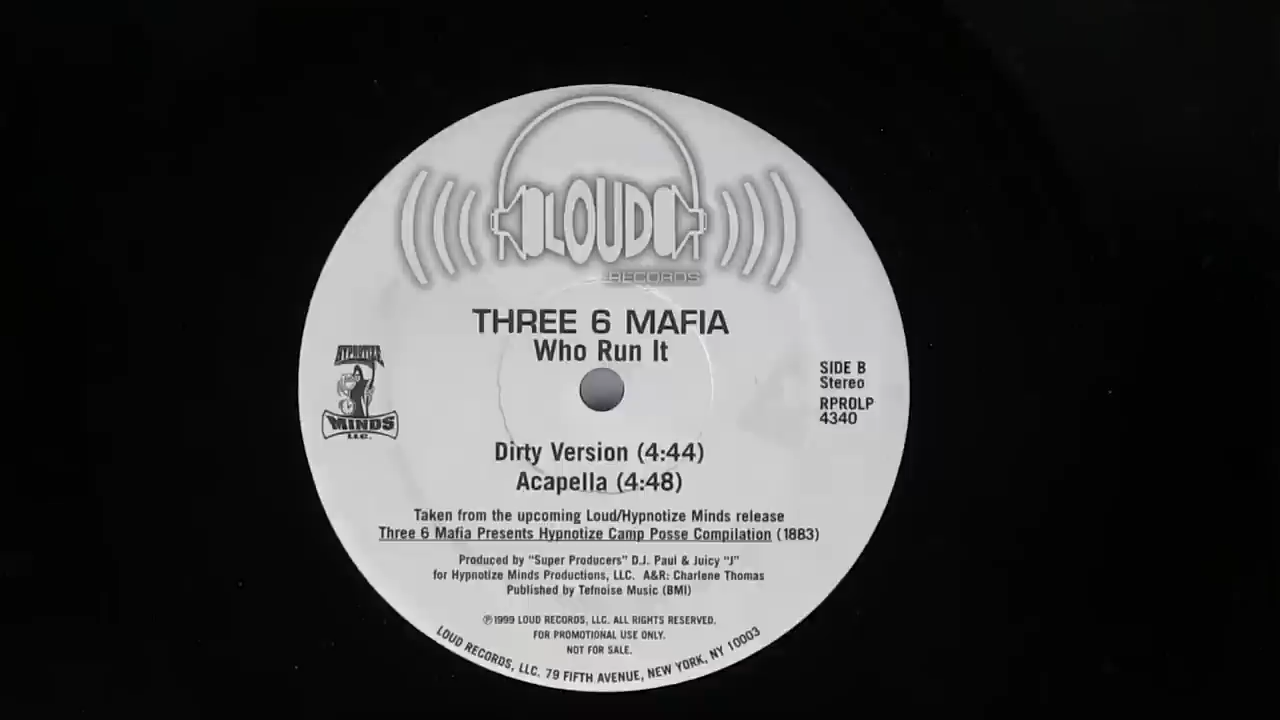 LOUD
RECORDS
THREE 6 MAFIA
Who Run It
HYPNOTIZE
MINDS
LLC.
SIDE B
Stereo
RPROLP
4340
Dirty Version (4:44)
Acapella (4:48)
Taken from the upcoming Loud/Hypnotize Minds release
Three 6 Mafia Presents Hypnotize Camp Posse Compilation (1883)
Produced by "Super Producers" D.J. Paul & Juicy "J"
for Hypnotize Minds Productions, LLC. A&R: Charlene Thomas
Published by Tefnoise Music (BMI)
℗1999 LOUD RECORDS, LLC. ALL RIGHTS RESERVED.
FOR PROMOTIONAL USE ONLY.
NOT FOR SALE.
LOUD RECORDS, LLC. 79 FIFTH AVENUE, NEW YORK, NY 10003